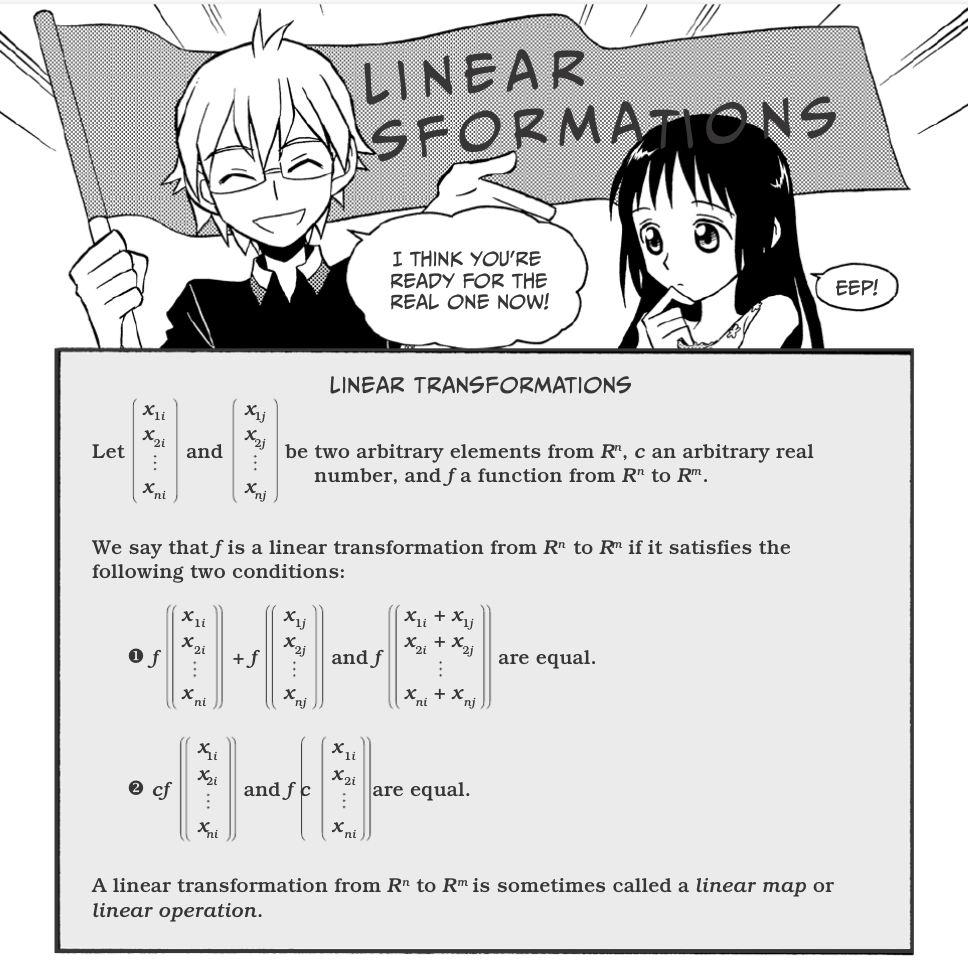 LINEAR
SFORMATIONS
I THINK YOU'RE
READY FOR THE
REAL ONE NOW!
EEP!
LINEAR TRANSFORMATIONS
Let (x₁ᵢ x₂ᵢ ⋮ xₙᵢ) and (x₁ⱼ x₂ⱼ ⋮ xₙⱼ) be two arbitrary elements from Rⁿ, c an arbitrary real
number, and f a function from Rⁿ to Rᵐ.
We say that f is a linear transformation from Rⁿ to Rᵐ if it satisfies the
following two conditions:
❶ f((x₁ᵢ x₂ᵢ ⋮ xₙᵢ)) + f((x₁ⱼ x₂ⱼ ⋮ xₙⱼ)) and f((x₁ᵢ + x₁ⱼ x₂ᵢ + x₂ⱼ ⋮ xₙᵢ + xₙⱼ)) are equal.
❷ cf((x₁ᵢ x₂ᵢ ⋮ xₙᵢ)) and f(c(x₁ᵢ x₂ᵢ ⋮ xₙᵢ)) are equal.
A linear transformation from Rⁿ to Rᵐ is sometimes called a linear map or
linear operation.